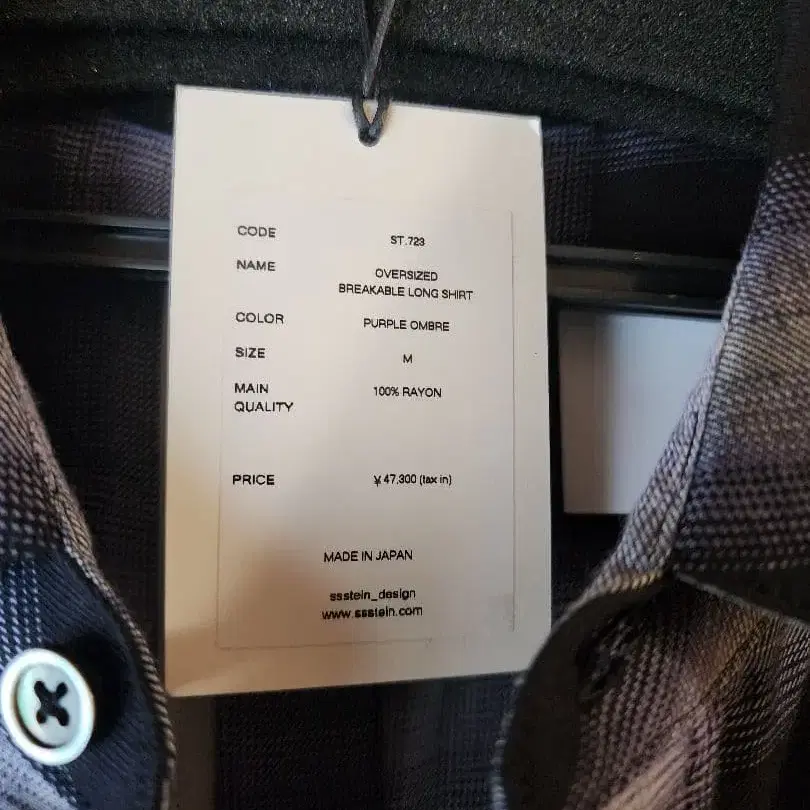 CODE ST.723
NAME OVERSIZED
BREAKABLE LONG SHIRT
COLOR PURPLE OMBRE
SIZE M
MAIN QUALITY 100% RAYON
PRICE ¥47,300 (tax in)
MADE IN JAPAN
ssstein_design
www.ssstein.com